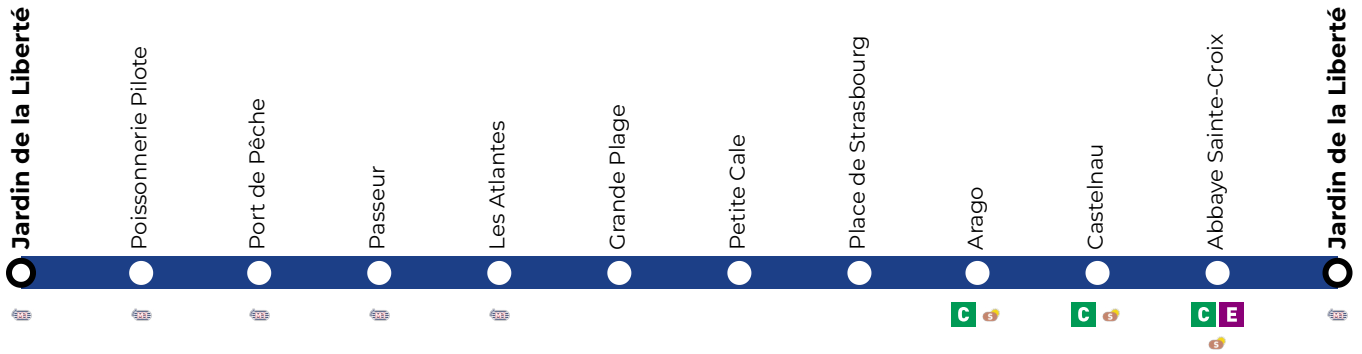 Jardin de la Liberté
Poissonnerie Pilote
Port de Pêche
Passeur
Les Atlantes
Grande Plage
Petite Cale
Place de Strasbourg
Arago
Castelnau
Abbaye Sainte-Croix
Jardin de la Liberté
C S
C S
C E
S